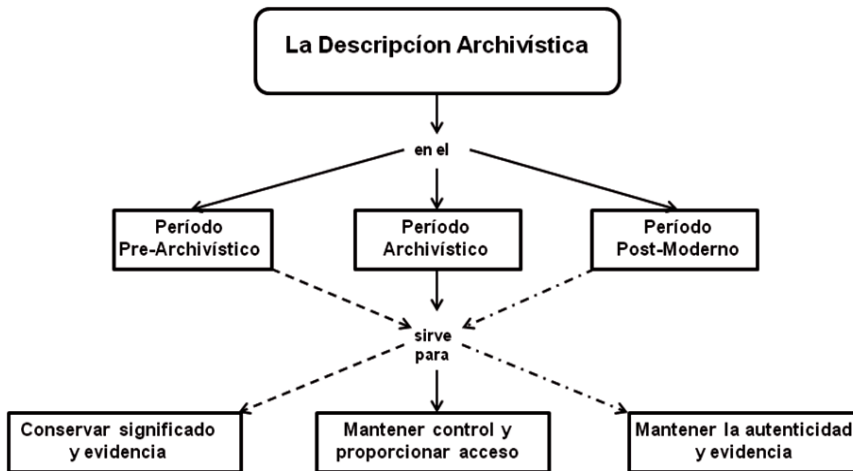 La Descripcíon Archivística
en el
Período
Pre-Archivístico
Período
Archivístico
Período
Post-Moderno
sirve
para
Conservar significado
y evidencia
Mantener control y
proporcionar acceso
Mantener la autenticidad
y evidencia